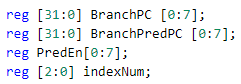 reg [31:0] BranchPC [0:7];
reg [31:0] BranchPredPC [0:7];
reg PredEn[0:7];
reg [2:0] indexNum;